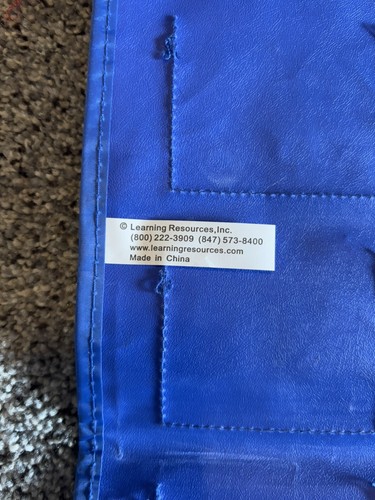 © Learning Resources,Inc.
(800) 222-3909 (847) 573-8400
www.learningresources.com
Made in China